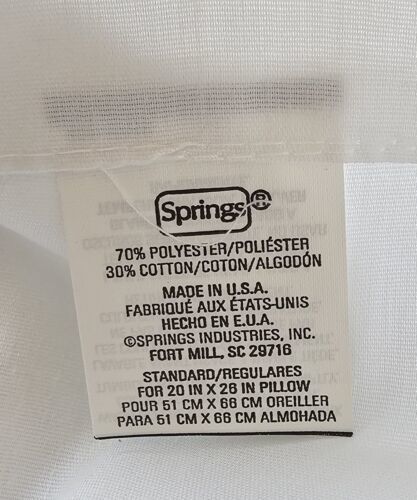 Springs®
70% POLYESTER/POLIÉSTER
30% COTTON/COTON/ALGODÓN
MADE IN U.S.A.
FABRIQUÉ AUX ÉTATS-UNIS
HECHO EN E.U.A.
©SPRINGS INDUSTRIES, INC.
FORT MILL, SC 29716
STANDARD/REGULARES
FOR 20 IN X 26 IN PILLOW
POUR 51 CM X 66 CM OREILLER
PARA 51 CM X 66 CM ALMOHADA